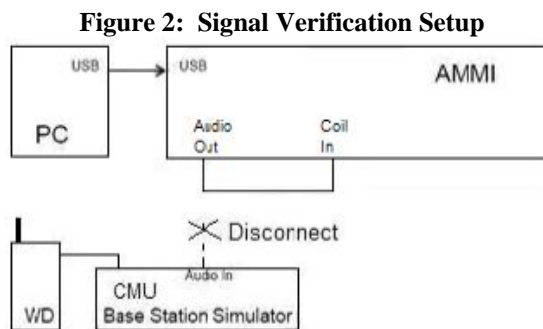 Figure 2: Signal Verification Setup
USB
USB
AMMI
PC
Audio Out
Coil In
Disconnect
Audio In
CMU
WD
Base Station Simulator